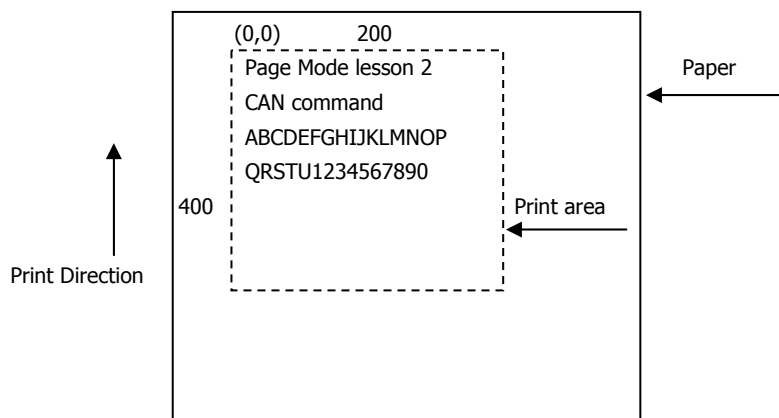 (0,0) 200
Page Mode lesson 2
Paper
CAN command
ABCDEFGHIJKLMNOP
QRSTU1234567890
400
Print area
Print Direction